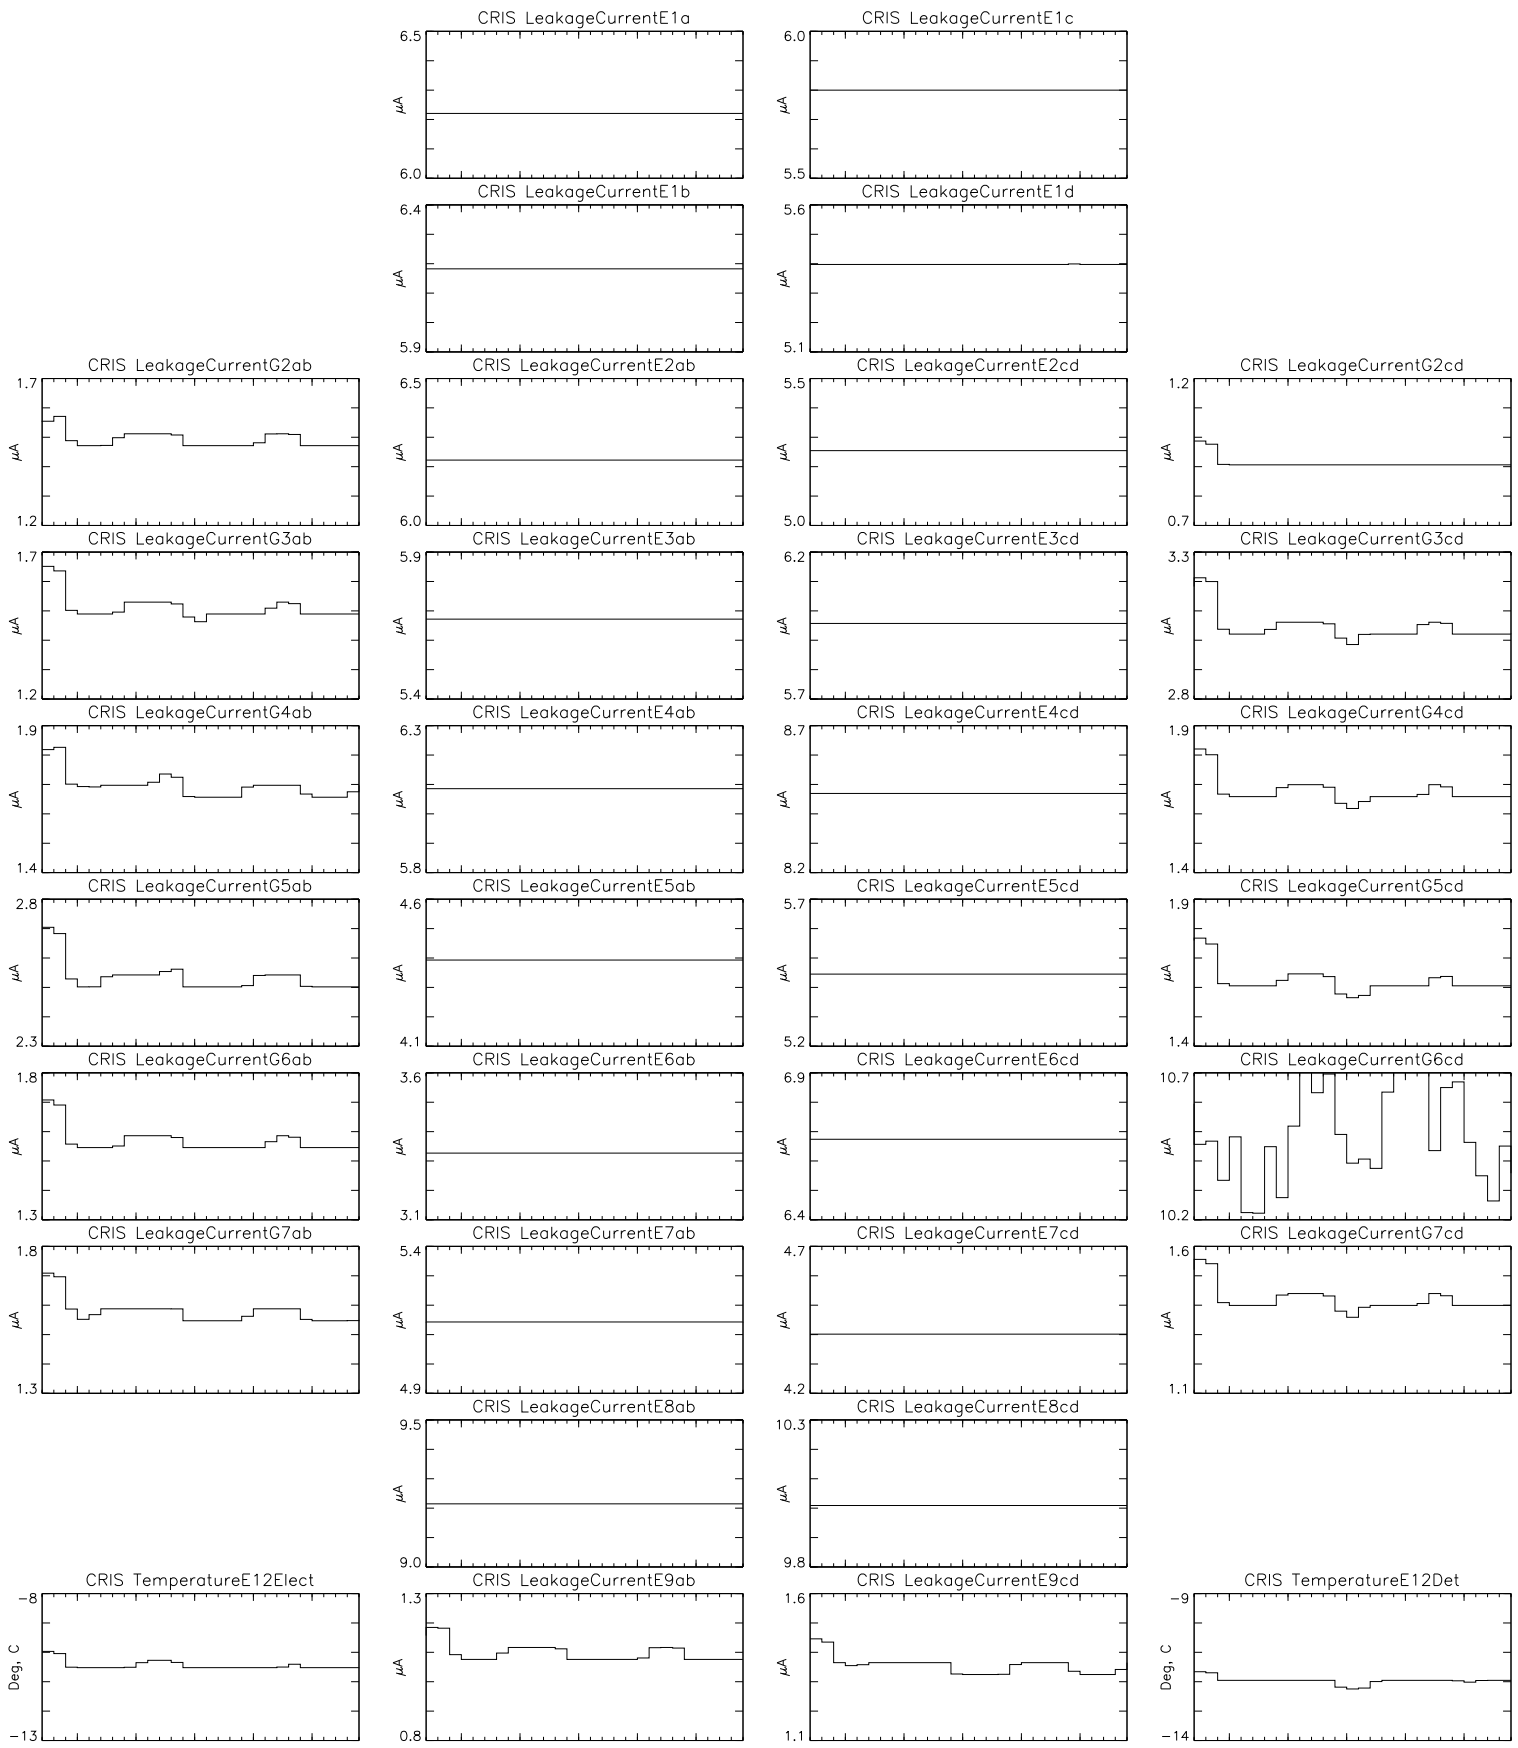 CRIS LeakageCurrentE1a
CRIS LeakageCurrentE1c
6.5
μA
6.0
6.0
μA
5.5
CRIS LeakageCurrentE1b
CRIS LeakageCurrentE1d
6.4
μA
5.9
5.6
μA
5.1
CRIS LeakageCurrentG2ab
CRIS LeakageCurrentE2ab
CRIS LeakageCurrentE2cd
CRIS LeakageCurrentG2cd
1.7
μA
1.2
6.5
μA
6.0
5.5
μA
5.0
1.2
μA
0.7
CRIS LeakageCurrentG3ab
CRIS LeakageCurrentE3ab
CRIS LeakageCurrentE3cd
CRIS LeakageCurrentG3cd
1.7
μA
1.2
5.9
μA
5.4
6.2
μA
5.7
3.3
μA
2.8
CRIS LeakageCurrentG4ab
CRIS LeakageCurrentE4ab
CRIS LeakageCurrentE4cd
CRIS LeakageCurrentG4cd
1.9
μA
1.4
6.3
μA
5.8
8.7
μA
8.2
1.9
μA
1.4
CRIS LeakageCurrentG5ab
CRIS LeakageCurrentE5ab
CRIS LeakageCurrentE5cd
CRIS LeakageCurrentG5cd
2.8
μA
2.3
4.6
μA
4.1
5.7
μA
5.2
1.9
μA
1.4
CRIS LeakageCurrentG6ab
CRIS LeakageCurrentE6ab
CRIS LeakageCurrentE6cd
CRIS LeakageCurrentG6cd
1.8
μA
1.3
3.6
μA
3.1
6.9
μA
6.4
10.7
μA
10.2
CRIS LeakageCurrentG7ab
CRIS LeakageCurrentE7ab
CRIS LeakageCurrentE7cd
CRIS LeakageCurrentG7cd
1.8
μA
1.3
5.4
μA
4.9
4.7
μA
4.2
1.6
μA
1.1
CRIS LeakageCurrentE8ab
CRIS LeakageCurrentE8cd
9.5
μA
9.0
10.3
μA
9.8
CRIS TemperatureE12Elect
CRIS LeakageCurrentE9ab
CRIS LeakageCurrentE9cd
CRIS TemperatureE12Det
-8
Deg, C
-13
1.3
μA
0.8
1.6
μA
1.1
-9
Deg, C
-14